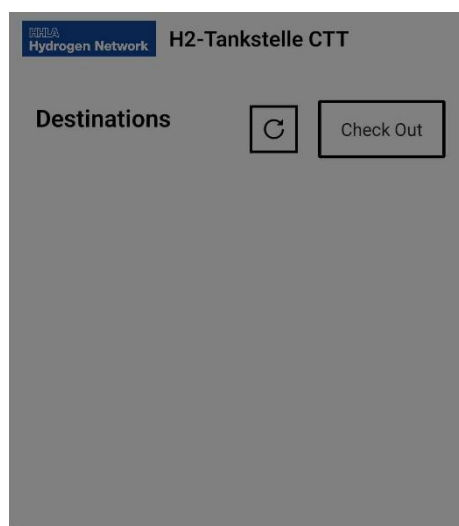 HHLA
Hydrogen Network
H2-Tankstelle CTT
Destinations
Check Out